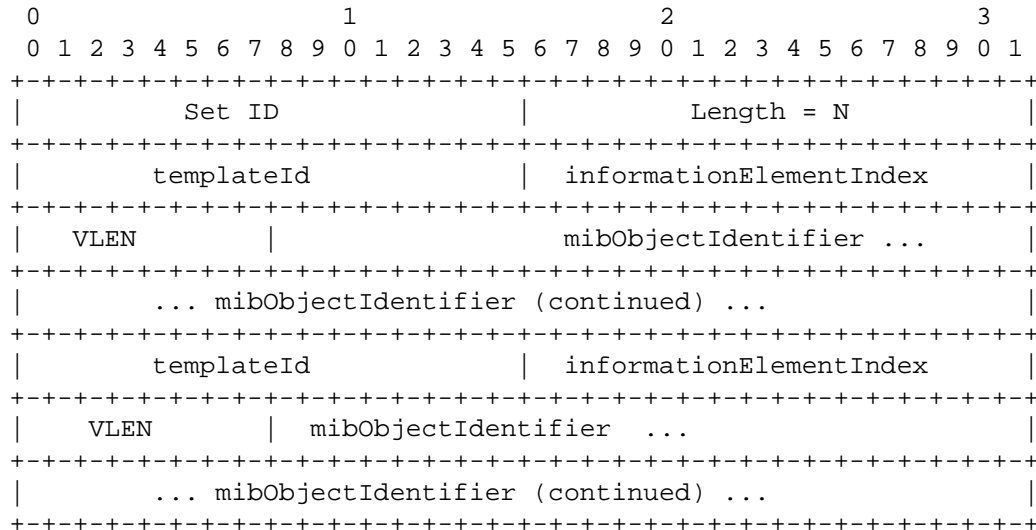 0                   1                   2                   3
 0 1 2 3 4 5 6 7 8 9 0 1 2 3 4 5 6 7 8 9 0 1 2 3 4 5 6 7 8 9 0 1
+-+-+-+-+-+-+-+-+-+-+-+-+-+-+-+-+-+-+-+-+-+-+-+-+-+-+-+-+-+-+-+-+
|          Set ID               |          Length = N           |
+-+-+-+-+-+-+-+-+-+-+-+-+-+-+-+-+-+-+-+-+-+-+-+-+-+-+-+-+-+-+-+-+
|        templateId             |  informationElementIndex      |
+-+-+-+-+-+-+-+-+-+-+-+-+-+-+-+-+-+-+-+-+-+-+-+-+-+-+-+-+-+-+-+-+
|   VLEN        |                  mibObjectIdentifier ...      |
+-+-+-+-+-+-+-+-+-+-+-+-+-+-+-+-+-+-+-+-+-+-+-+-+-+-+-+-+-+-+-+-+
|        ... mibObjectIdentifier (continued) ...                |
+-+-+-+-+-+-+-+-+-+-+-+-+-+-+-+-+-+-+-+-+-+-+-+-+-+-+-+-+-+-+-+-+
|        templateId             |  informationElementIndex      |
+-+-+-+-+-+-+-+-+-+-+-+-+-+-+-+-+-+-+-+-+-+-+-+-+-+-+-+-+-+-+-+-+
|    VLEN       |  mibObjectIdentifier  ...                     |
+-+-+-+-+-+-+-+-+-+-+-+-+-+-+-+-+-+-+-+-+-+-+-+-+-+-+-+-+-+-+-+-+
|        ... mibObjectIdentifier (continued) ...                |
+-+-+-+-+-+-+-+-+-+-+-+-+-+-+-+-+-+-+-+-+-+-+-+-+-+-+-+-+-+-+-+-+